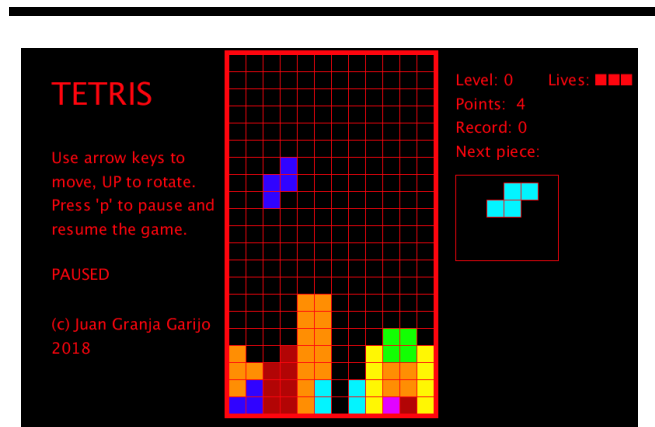 TETRIS
Use arrow keys to
move, UP to rotate.
Press 'p' to pause and
resume the game.
PAUSED
(c) Juan Granja Garijo
2018
Level: 0 Lives:
Points: 4
Record: 0
Next piece: